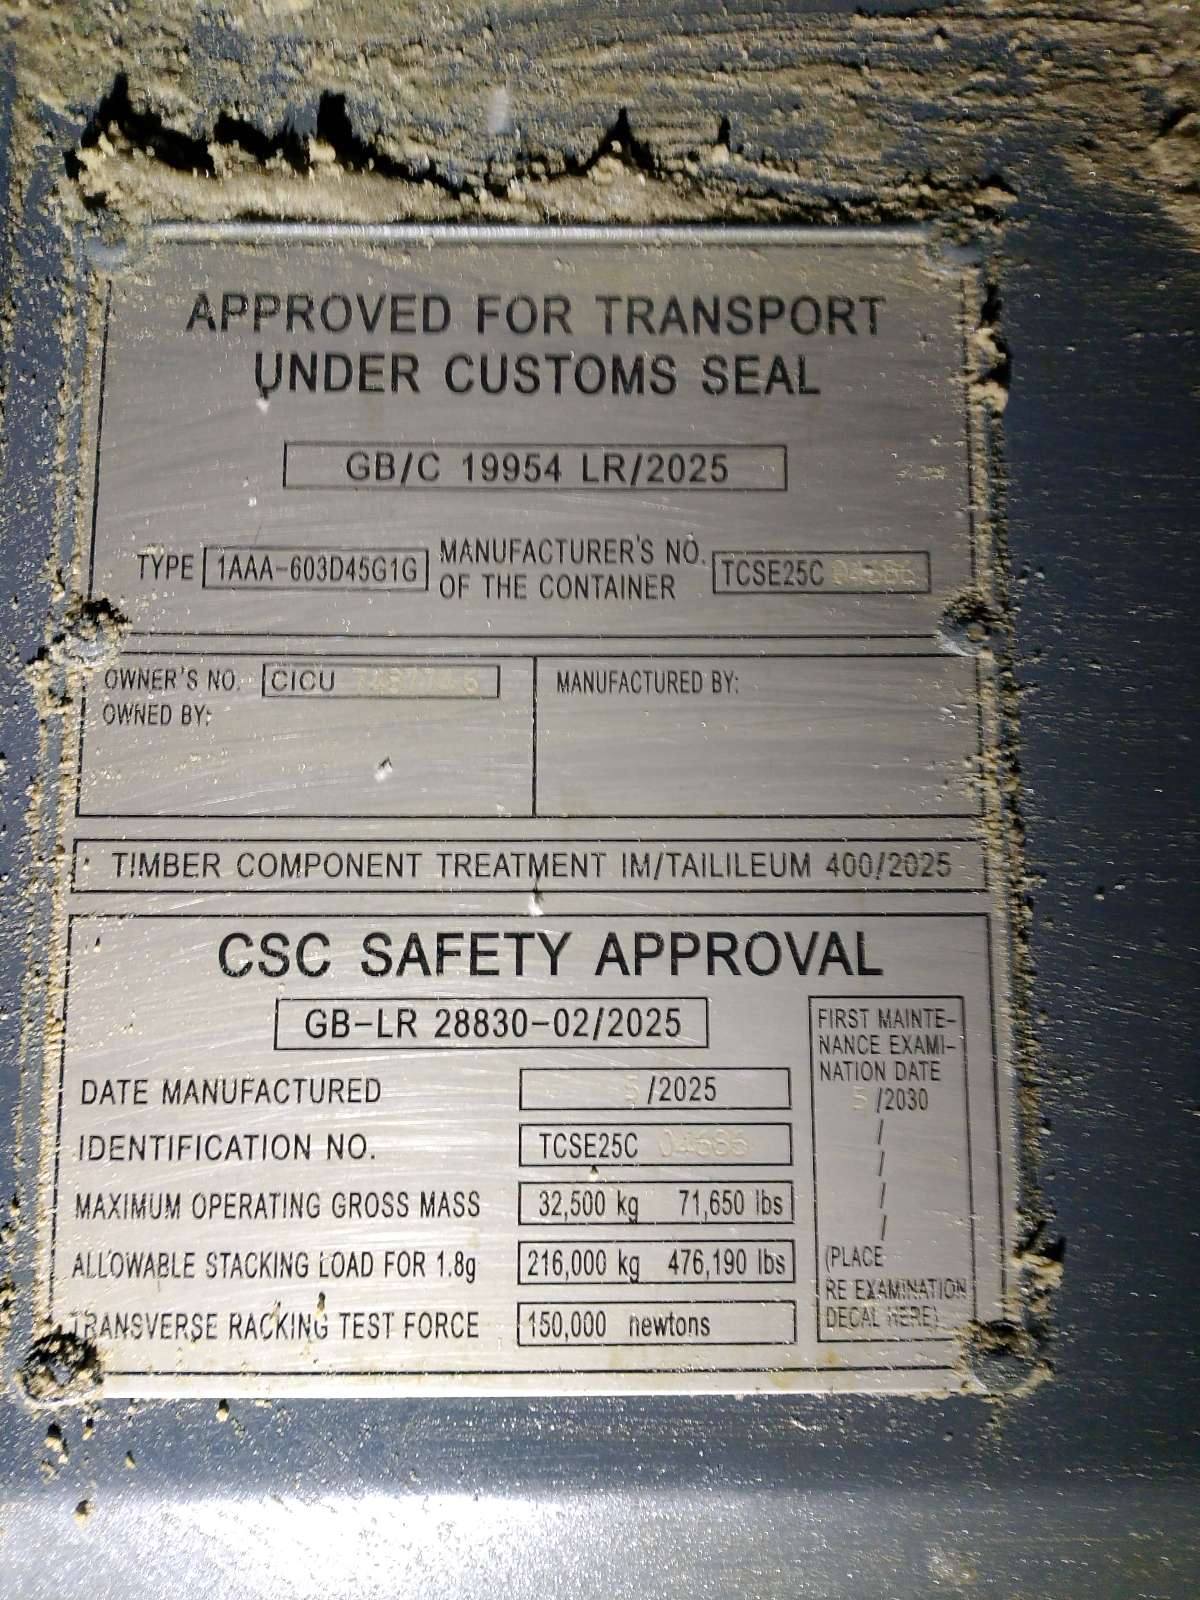 APPROVED FOR TRANSPORT
UNDER CUSTOMS SEAL
GB/C 19954 LR/2025
TYPE 1AAA-603D45G1G MANUFACTURER'S NO. OF THE CONTAINER TCSE25C
OWNER'S NO. CICU
OWNED BY:
MANUFACTURED BY:
TIMBER COMPONENT TREATMENT IM/TAILILEUM 400/2025
CSC SAFETY APPROVAL
GB-LR 28830-02/2025
DATE MANUFACTURED 5/2025
IDENTIFICATION NO. TCSE25C
MAXIMUM OPERATING GROSS MASS 32,500 kg 71,650 lbs
ALLOWABLE STACKING LOAD FOR 1.8g 216,000 kg 476,190 lbs
TRANSVERSE RACKING TEST FORCE 150,000 newtons
FIRST MAINTE-
NANCE EXAMI-
NATION DATE
5/2030
/
/
/
/
(PLACE
RE EXAMINATION
DECAL HERE)